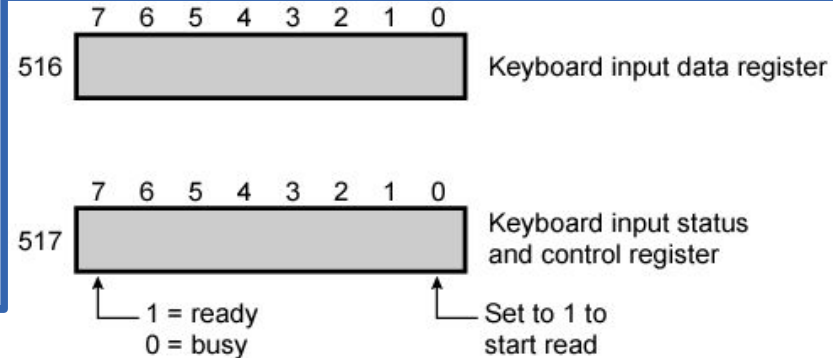 7 6 5 4 3 2 1 0
516 Keyboard input data register
7 6 5 4 3 2 1 0
517 Keyboard input status
and control register
1 = ready
0 = busy
Set to 1 to
start read